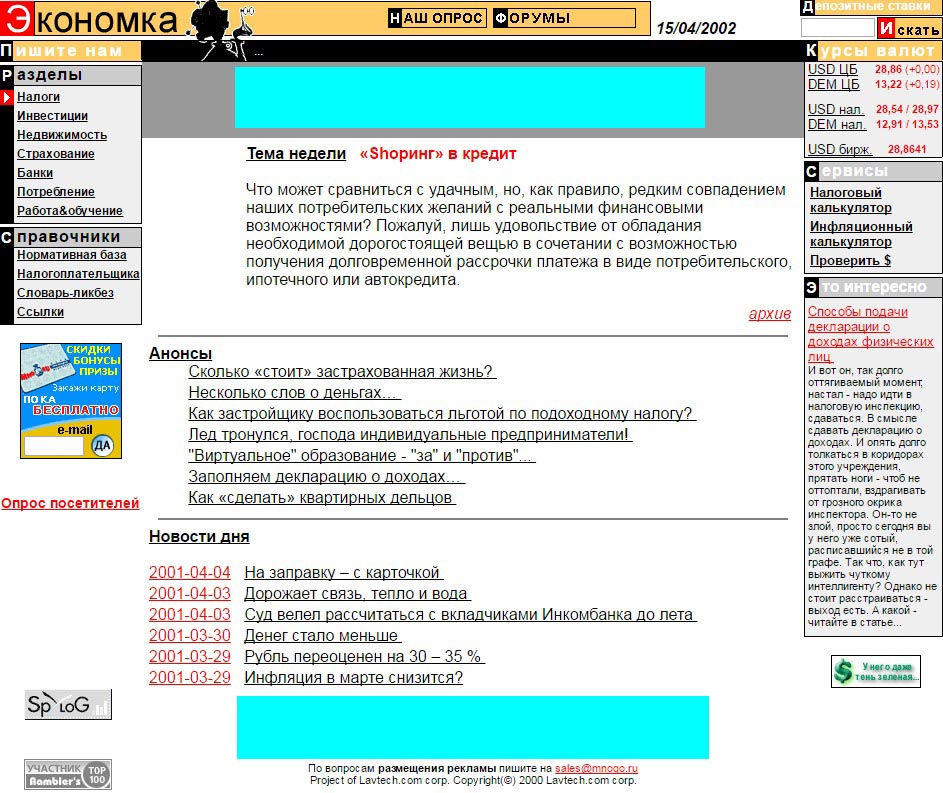 Экономка
НАШ ОПРОС
ФОРУМЫ
15/04/2002
Депозитные ставки
Искать
Пишите нам
...
Курсы валют
Разделы
Налоги
Инвестиции
Недвижимость
Страхование
Банки
Потребление
Работа&обучение
Справочники
Нормативная база
Налогоплательщика
Словарь-ликбез
Ссылки
СКИДКИ
БОНУСЫ
ПРИЗЫ
Закажи карту
ПОКА
БЕСПЛАТНО
e-mail
ДА
Опрос посетителей
SpyLOG
УЧАСТНИК
Rambler's
TOP
100
Тема недели «Shopинг» в кредит
Что может сравниться с удачным, но, как правило, редким совпадением
наших потребительских желаний с реальными финансовыми
возможностями? Пожалуй, лишь удовольствие от обладания
необходимой дорогостоящей вещью в сочетании с возможностью
получения долговременной рассрочки платежа в виде потребительского,
ипотечного или автокредита.
архив
Анонсы
Сколько «стоит» застрахованная жизнь?
Несколько слов о деньгах…
Как застройщику воспользоваться льготой по подоходному налогу?
Лед тронулся, господа индивидуальные предприниматели!
"Виртуальное" образование - "за" и "против"...
Заполняем декларацию о доходах…
Как «сделать» квартирных дельцов
Новости дня
2001-04-04 На заправку – с карточкой
2001-04-03 Дорожает связь, тепло и вода
2001-04-03 Суд велел рассчитаться с вкладчиками Инкомбанка до лета
2001-03-30 Денег стало меньше
2001-03-29 Рубль переоценен на 30 – 35 %
2001-03-29 Инфляция в марте снизится?
По вопросам размещения рекламы пишите на sales@mnogo.ru
Project of Lavtech.com corp. Copyright(©) 2000 Lavtech.com corp.
USD ЦБ 28,86 (+0,00)
DEM ЦБ 13,22 (+0,19)
USD нал. 28,54 / 28,97
DEM нал. 12,91 / 13,53
USD бирж. 28,8641
Сервисы
Налоговый
калькулятор
Инфляционный
калькулятор
Проверить $
Это интересно
Способы подачи
декларации о
доходах физических
лиц
И вот он, так долго
оттягиваемый момент,
настал - надо идти в
налоговую инспекцию,
сдаваться. В смысле
сдавать декларацию о
доходах. И опять долго
толкаться в коридорах
этого учреждения,
прятать ноги - чтоб не
оттоптали, вздрагивать
от грозного окрика
инспектора. Он-то не
злой, просто сегодня вы
у него уже сотый,
расписавшийся не в той
графе. Так что, как тут
выжить чуткому
интеллигенту? Однако не
стоит расстраиваться -
выход есть. А какой -
читайте в статье...
$
У него даже
тень зеленая...